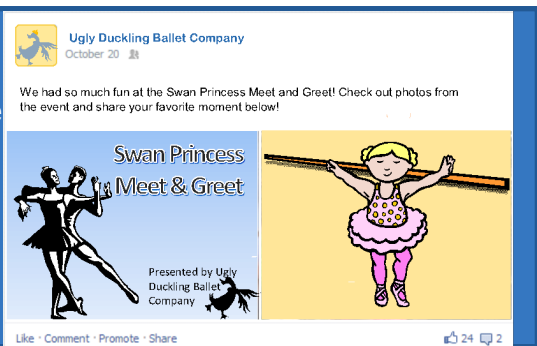 Ugly Duckling Ballet Company
October 20
We had so much fun at the Swan Princess Meet and Greet! Check out photos from
the event and share your favorite moment below!
Swan Princess
Meet & Greet
Presented by Ugly
Duckling Ballet
Company
Like · Comment · Promote · Share
24 2